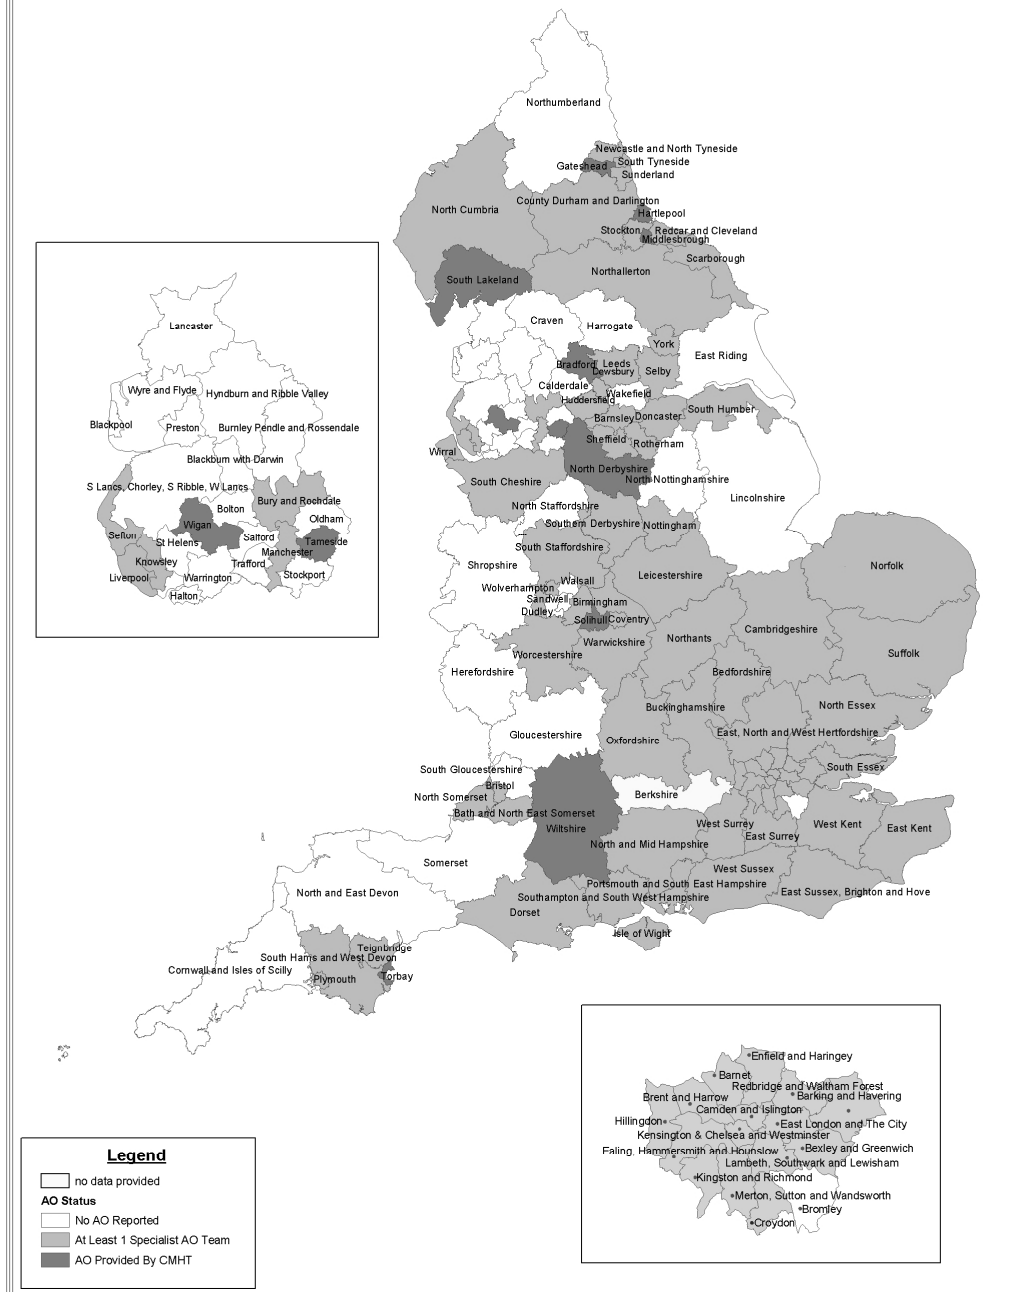 Northumberland
Newcastle and North Tyneside
South Tyneside
Gateshead
Sunderland
County Durham and Darlington
North Cumbria
Hartlepool
Stockton
Redcar and Cleveland
Middlesbrough
Scarborough
Northallerton
South Lakeland
Craven
Harrogate
York
East Riding
Bradford
Leeds
Dewsbury
Selby
Calderdale
Wakefield
Huddersfield
South Humber
Barnsley
Doncaster
Sheffield
Rotherham
Wirral
North Derbyshire
North Nottinghamshire
South Cheshire
Lincolnshire
North Staffordshire
Southern Derbyshire
Nottingham
South Staffordshire
Shropshire
Norfolk
Leicestershire
Walsall
Wolverhampton
Sandwell
Birmingham
Dudley
Solihull
Coventry
Cambridgeshire
Warwickshire
Northants
Suffolk
Worcestershire
Herefordshire
Bedfordshire
Buckinghamshire
North Essex
Gloucestershire
Oxfordshire
East, North and West Hertfordshire
South Essex
South Gloucestershire
Bristol
North Somerset
Berkshire
Bath and North East Somerset
Wiltshire
West Surrey
West Kent
East Kent
East Surrey
North and Mid Hampshire
Somerset
West Sussex
Portsmouth and South East Hampshire
North and East Devon
East Sussex, Brighton and Hove
Southampton and South West Hampshire
Dorset
Isle of Wight
Teignbridge
South Hams and West Devon
Cornwall and Isles of Scilly
Plymouth
Torbay
Lancaster
Wyre and Flyde
Hyndburn and Ribble Valley
Blackpool
Preston
Burnley Pendle and Rossendale
Blackburn with Darwin
S Lancs, Chorley, S Ribble, W Lancs
Bury and Rochdale
Bolton
Oldham
Wigan
Sefton
St Helens
Salford
Tameside
Manchester
Knowsley
Trafford
Liverpool
Warrington
Stockport
Halton
Enfield and Haringey
Barnet
Redbridge and Waltham Forest
Brent and Harrow
Barking and Havering
Camden and Islington
Hillingdon
East London and The City
Kensington & Chelsea and Westminster
Ealing, Hammersmith and Hounslow
Bexley and Greenwich
Lambeth, Southwark and Lewisham
Kingston and Richmond
Merton, Sutton and Wandsworth
Bromley
Croydon
Legend
no data provided
AO Status
No AO Reported
At Least 1 Specialist AO Team
AO Provided By CMHT